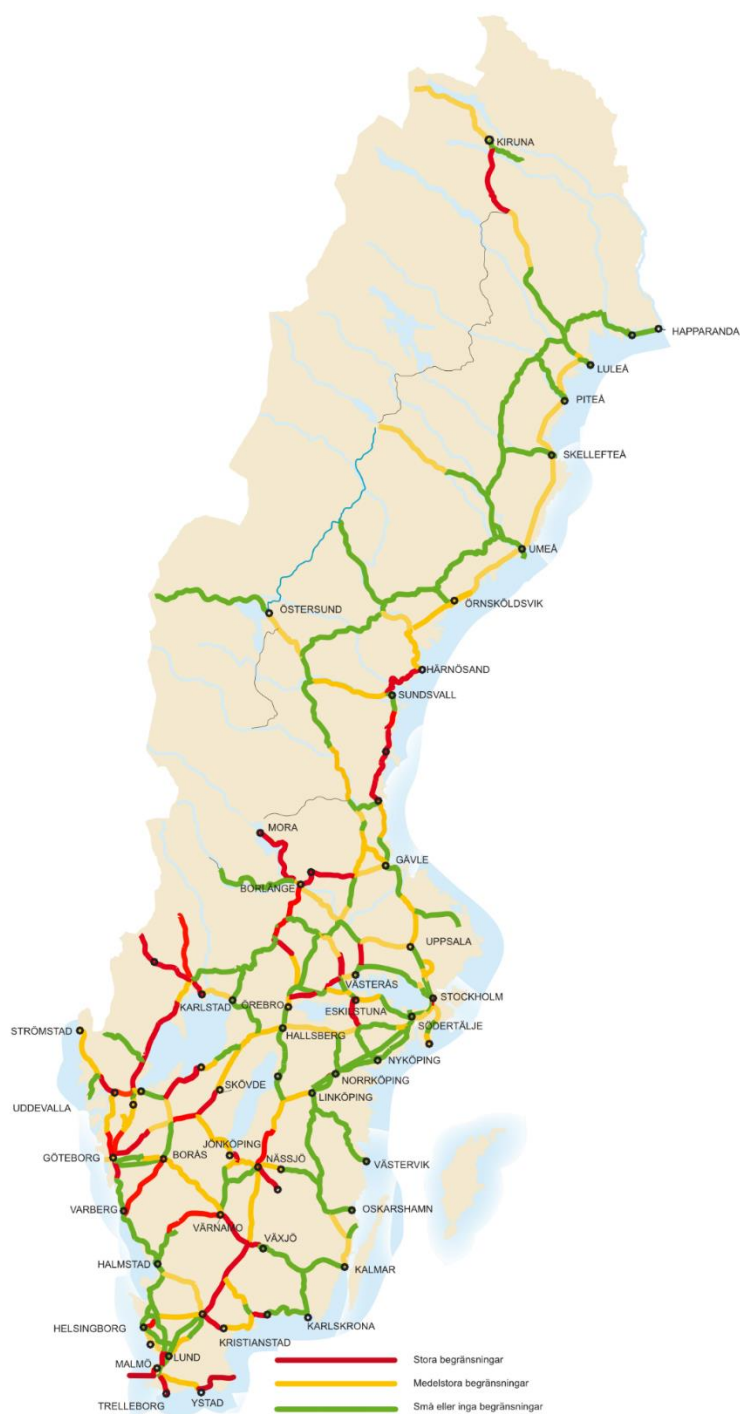 KIRUNA
HAPPARANDA
LULEÅ
PITEÅ
SKELLEFTEÅ
UMEÅ
ÖRNSKÖLDSVIK
ÖSTERSUND
HÄRNÖSAND
SUNDSVALL
MORA
GÄVLE
BORLÄNGE
UPPSALA
VÄSTERÅS
STOCKHOLM
KARLSTAD
ÖREBRO
ESKILSTUNA
SÖDERTÄLJE
STRÖMSTAD
HALLSBERG
NYKÖPING
NORRKÖPING
SKÖVDE
LINKÖPING
UDDEVALLA
JÖNKÖPING
GÖTEBORG
BORÅS
NÄSSJÖ
VÄSTERVIK
VARBERG
OSKARSHAMN
VÄRNAMO
VÄXJÖ
HALMSTAD
KALMAR
KARLSKRONA
HELSINGBORG
KRISTIANSTAD
LUND
MALMÖ
TRELLEBORG
YSTAD
Stora begränsningar
Medelstora begränsningar
Små eller inga begränsningar